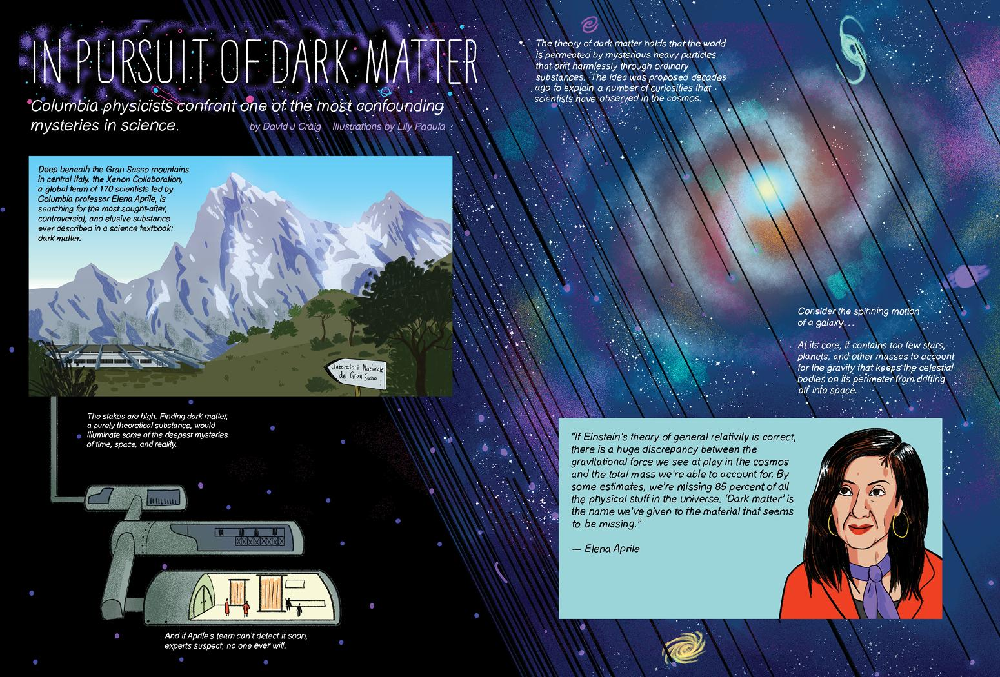 IN PURSUIT OF DARK MATTER
Columbia physicists confront one of the most confounding
mysteries in science.
by David J Craig Illustrations by Lily Padula
Deep beneath the Gran Sasso mountains
in central Italy, the Xenon Collaboration,
a global team of 170 scientists led by
Columbia professor Elena Aprile, is
searching for the most sought-after,
controversial, and elusive substance
ever described in a science textbook:
dark matter.
Laboratori Nazionale
del Gran Sasso
The stakes are high. Finding dark matter,
a purely theoretical substance, would
illuminate some of the deepest mysteries
of time, space, and reality.
And if Aprile's team can't detect it soon,
experts suspect, no one ever will.
The theory of dark matter holds that the world
is permeated by mysterious heavy particles
that drift harmlessly through ordinary
substances. The idea was proposed decades
ago to explain a number of curiosities that
scientists have observed in the cosmos.
Consider the spinning motion
of a galaxy...
At its core, it contains too few stars,
planets, and other masses to account
for the gravity that keeps the celestial
bodies on its perimeter from drifting
off into space.
"If Einstein's theory of general relativity is correct,
there is a huge discrepancy between the
gravitational force we see at play in the cosmos
and the total mass we're able to account for. By
some estimates, we're missing 85 percent of all
the physical stuff in the universe. 'Dark matter' is
the name we've given to the material that seems
to be missing."
— Elena Aprile